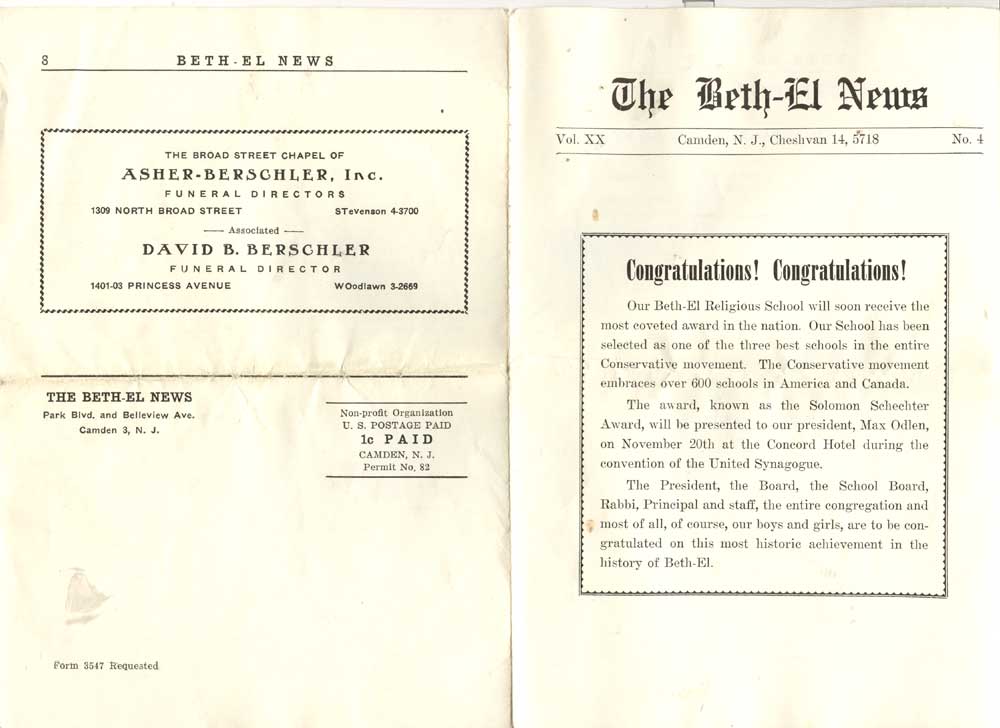 8
BETH-EL NEWS
THE BROAD STREET CHAPEL OF
ASHER-BERSCHLER, Inc.
FUNERAL DIRECTORS
1309 NORTH BROAD STREET STevenson 4-3700
Associated
DAVID B. BERSCHLER
FUNERAL DIRECTOR
1401-03 PRINCESS AVENUE WOodlawn 3-2669
THE BETH-EL NEWS
Park Blvd. and Belleview Ave.
Camden 3, N. J.
Non-profit Organization
U. S. POSTAGE PAID
1c PAID
CAMDEN, N. J.
Permit No. 82
Form 3547 Requested
The Beth-El News
Vol. XX Camden, N. J., Cheshvan 14, 5718 No. 4
Congratulations! Congratulations!
Our Beth-El Religious School will soon receive the
most coveted award in the nation. Our School has been
selected as one of the three best schools in the entire
Conservative movement. The Conservative movement
embraces over 600 schools in America and Canada.
The award, known as the Solomon Schechter
Award, will be presented to our president, Max Odlen,
on November 20th at the Concord Hotel during the
convention of the United Synagogue.
The President, the Board, the School Board,
Rabbi, Principal and staff, the entire congregation and
most of all, of course, our boys and girls, are to be con-
gratulated on this most historic achievement in the
history of Beth-El.